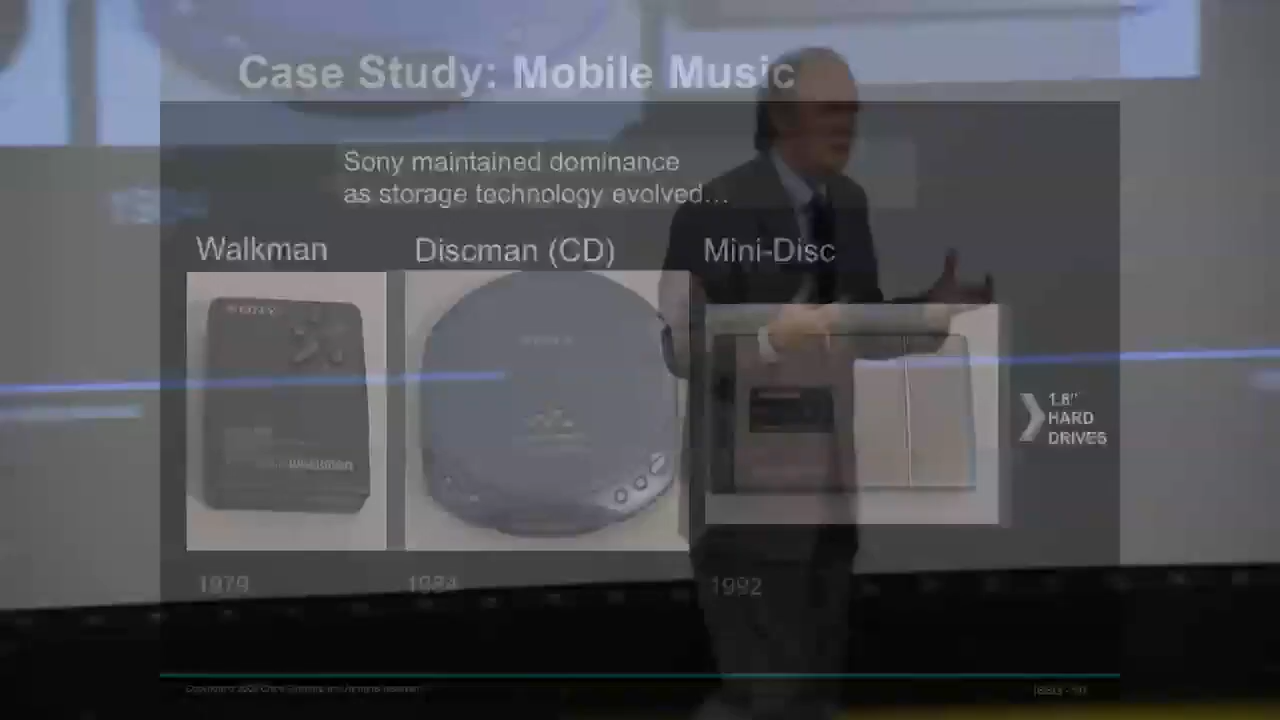 Case Study: Mobile Music
Sony maintained dominance
as storage technology evolved...
Walkman
Discman (CD)
Mini-Disc
SONY
1.8"
HARD
DRIVES
1979
1984
1992